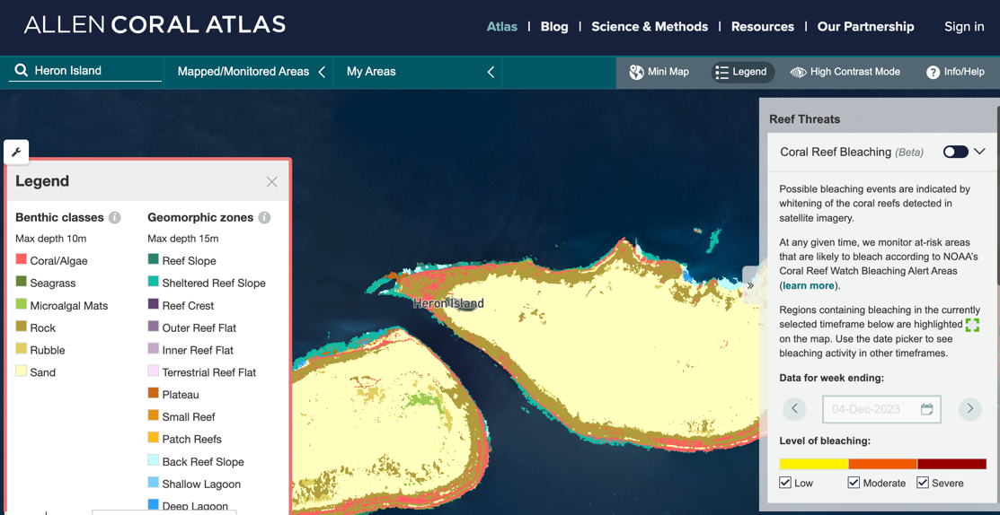 ALLEN CORAL ATLAS
Atlas | Blog | Science & Methods | Resources | Our Partnership Sign in
Heron Island
Mapped/Monitored Areas
My Areas
Mini Map
Legend
High Contrast Mode
Info/Help
Legend
Benthic classes
Max depth 10m
Coral/Algae
Seagrass
Microalgal Mats
Rock
Rubble
Sand
Geomorphic zones
Max depth 15m
Reef Slope
Sheltered Reef Slope
Reef Crest
Outer Reef Flat
Inner Reef Flat
Terrestrial Reef Flat
Plateau
Small Reef
Patch Reefs
Back Reef Slope
Shallow Lagoon
Deep Lagoon
Heron Island
Reef Threats
Coral Reef Bleaching (Beta)
Possible bleaching events are indicated by
whitening of the coral reefs detected in
satellite imagery.
At any given time, we monitor at-risk areas
that are likely to bleach according to NOAA's
Coral Reef Watch Bleaching Alert Areas
(learn more).
Regions containing bleaching in the currently
selected timeframe below are highlighted
on the map. Use the date picker to see
bleaching activity in other timeframes.
Data for week ending:
04-Dec-2023
Level of bleaching:
Low
Moderate
Severe